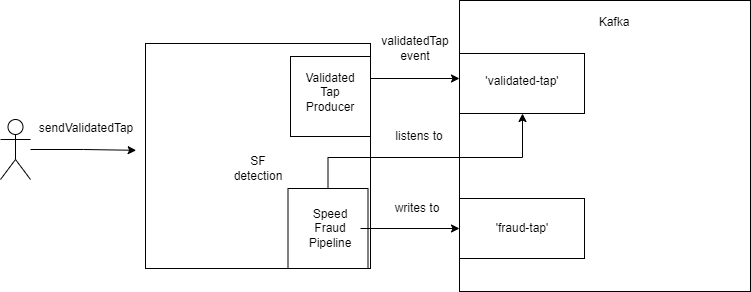 Kafka
validatedTap
event
Validated
Tap
Producer
'validated-tap'
sendValidatedTap
listens to
SF
detection
Speed
Fraud
Pipeline
writes to
'fraud-tap'